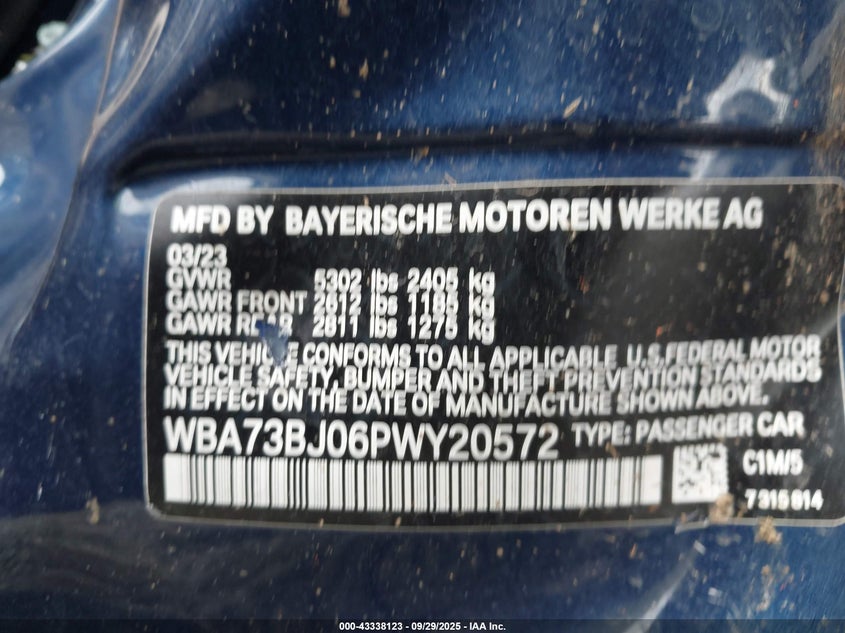 MFD BY BAYERISCHE MOTOREN WERKE AG
03/23
GVWR 5302 lbs 2405 kg
GAWR FRONT 2612 lbs 1185 kg
GAWR REAR 2811 lbs 1275 kg
THIS VEHICLE CONFORMS TO ALL APPLICABLE U.S.FEDERAL MOTOR
VEHICLE SAFETY, BUMPER AND THEFT PREVENTION STANDARDS
IN EFFECT ON THE DATE OF MANUFACTURE SHOWN ABOVE.
WBA73BJ06PWY20572 TYPE: PASSENGER CAR
C1M/5
7315814
000-43338123 - 09/29/2025 - IAA Inc.